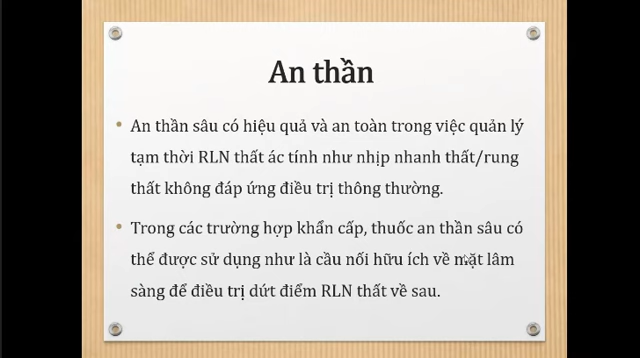 An thần
• An thần sâu có hiệu quả và an toàn trong việc quản lý
tạm thời RLN thất ác tính như nhịp nhanh thất/rung
thất không đáp ứng điều trị thông thường.
• Trong các trường hợp khẩn cấp, thuốc an thần sâu có
thể được sử dụng như là cầu nối hữu ích về mặt lâm
sàng để điều trị dứt điểm RLN thất về sau.